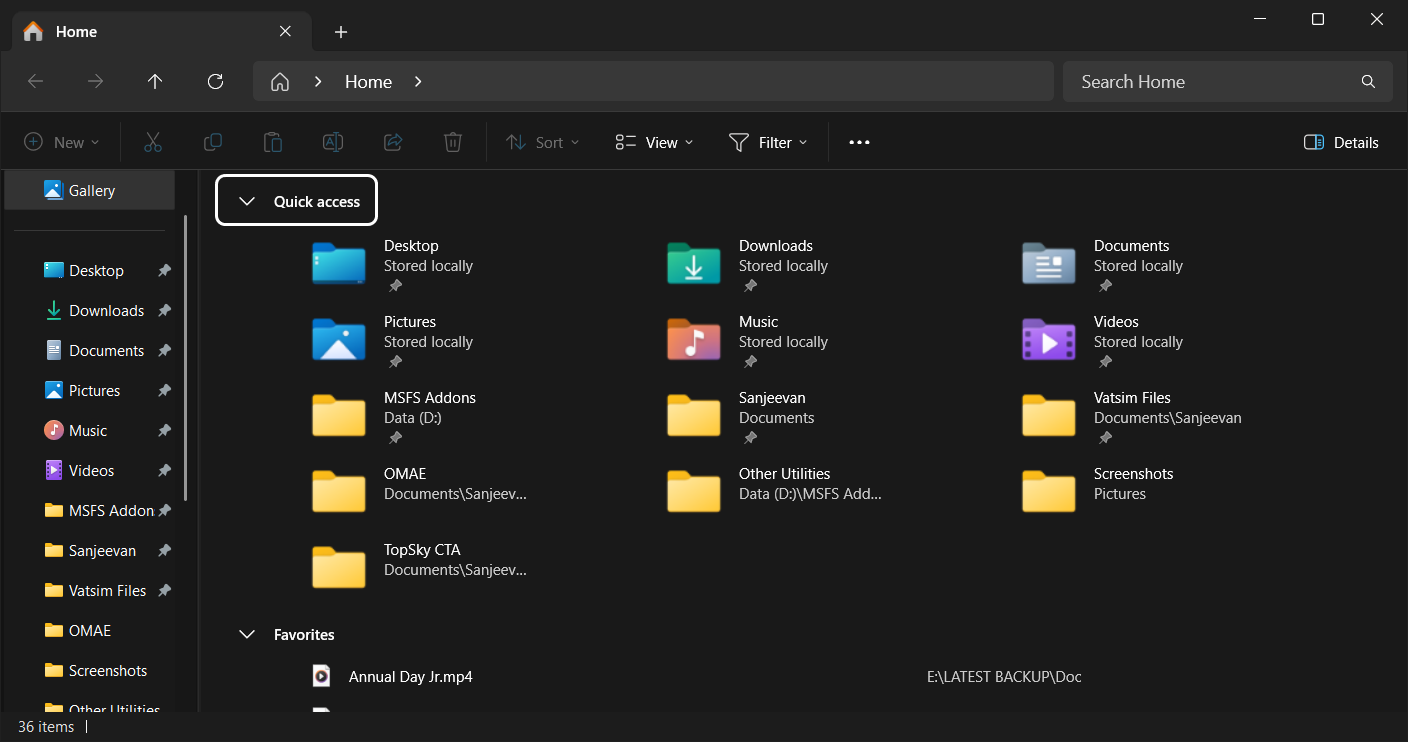 Home
Home
Search Home
New
Sort
View
Filter
Details
Gallery
Desktop
Downloads
Documents
Pictures
Music
Videos
MSFS Addon
Sanjeevan
Vatsim Files
OMAE
Screenshots
Other Utilities
Quick access
Desktop
Stored locally
Downloads
Stored locally
Documents
Stored locally
Pictures
Stored locally
Music
Stored locally
Videos
Stored locally
MSFS Addons
Data (D:)
Sanjeevan
Documents
Vatsim Files
Documents\Sanjeevan
OMAE
Documents\Sanjeev...
Other Utilities
Data (D:)\MSFS Add...
Screenshots
Pictures
TopSky CTA
Documents\Sanjeev...
Favorites
Annual Day Jr.mp4 E:\LATEST BACKUP\Doc
36 items